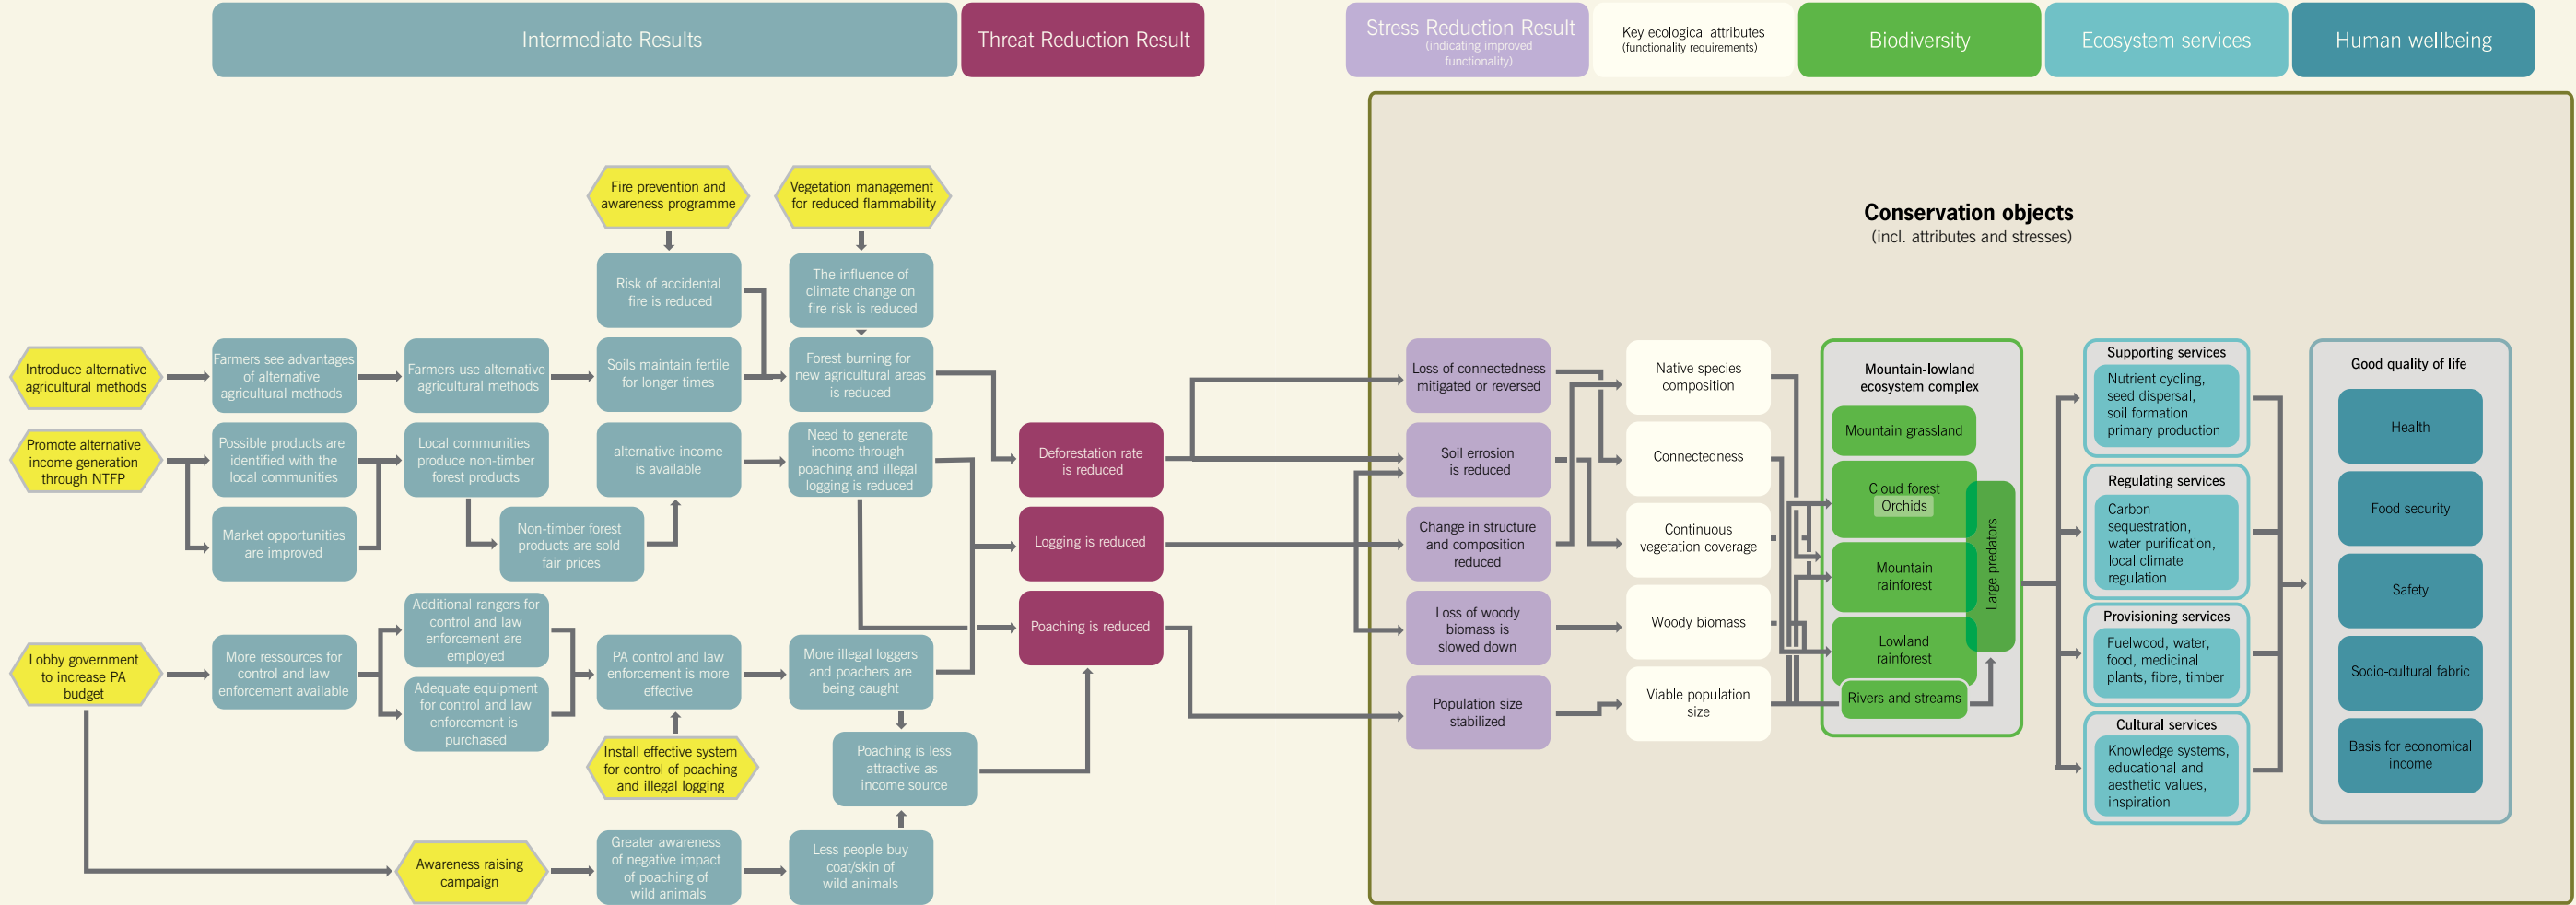 Intermediate Results
Threat Reduction Result
Stress Reduction Result
(indicating improved
functionality)
Key ecological attributes
(functionality requirements)
Biodiversity
Ecosystem services
Human wellbeing
Conservation objects
(incl. attributes and stresses)
Fire prevention and
awareness programme
Vegetation management
for reduced flammability
Risk of accidental
fire is reduced
The influence of
climate change on
fire risk is reduced
Introduce alternative
agricultural methods
Farmers see advantages
of alternative
agricultural methods
Farmers use alternative
agricultural methods
Soils maintain fertile
for longer times
Forest burning for
new agricultural areas
is reduced
Promote alternative
income generation
through NTFP
Possible products are
identified with the
local communities
Local communities
produce non-timber
forest products
alternative income
is available
Need to generate
income through
poaching and illegal
logging is reduced
Market opportunities
are improved
Non-timber forest
products are sold
fair prices
Lobby government
to increase PA
budget
More ressources for
control and law
enforcement available
Additional rangers for
control and law
enforcement are
employed
Adequate equipment
for control and law
enforcement is
purchased
PA control and law
enforcement is more
effective
More illegal loggers
and poachers are
being caught
Install effective system
for control of poaching
and illegal logging
Poaching is less
attractive as
income source
Awareness raising
campaign
Greater awareness
of negative impact
of poaching of
wild animals
Less people buy
coat/skin of
wild animals
Deforestation rate
is reduced
Logging is reduced
Poaching is reduced
Loss of connectedness
mitigated or reversed
Soil errosion
is reduced
Change in structure
and composition
reduced
Loss of woody
biomass is
slowed down
Population size
stabilized
Native species
composition
Connectedness
Continuous
vegetation coverage
Woody biomass
Viable population
size
Mountain-lowland
ecosystem complex
Mountain grassland
Cloud forest
Orchids
Mountain
rainforest
Lowland
rainforest
Rivers and streams
Large predators
Supporting services
Nutrient cycling,
seed dispersal,
soil formation
primary production
Regulating services
Carbon
sequestration,
water purification,
local climate
regulation
Provisioning services
Fuelwood, water,
food, medicinal
plants, fibre, timber
Cultural services
Knowledge systems,
educational and
aesthetic values,
inspiration
Good quality of life
Health
Food security
Safety
Socio-cultural fabric
Basis for economical
income